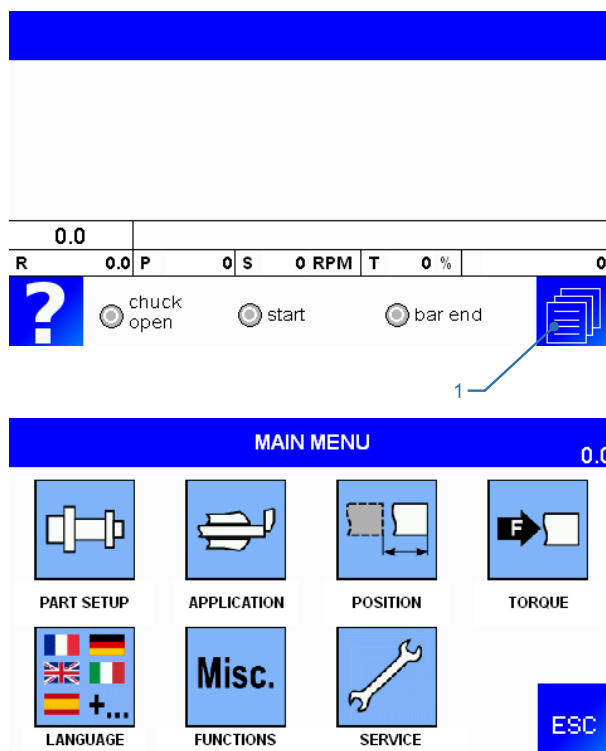 0.0
R 0.0 P 0 S 0 RPM T 0 % 0
? chuck open start bar end
1
MAIN MENU
0.0
F
PART SETUP APPLICATION POSITION TORQUE
+... Misc.
LANGUAGE FUNCTIONS SERVICE
ESC